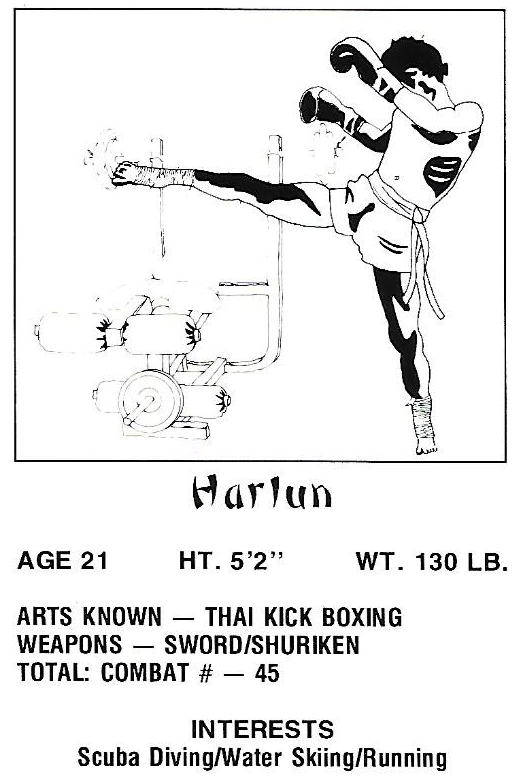 Harlun
AGE 21 HT. 5'2" WT. 130 LB.
ARTS KNOWN — THAI KICK BOXING
WEAPONS — SWORD/SHURIKEN
TOTAL: COMBAT # — 45
INTERESTS
Scuba Diving/Water Skiing/Running